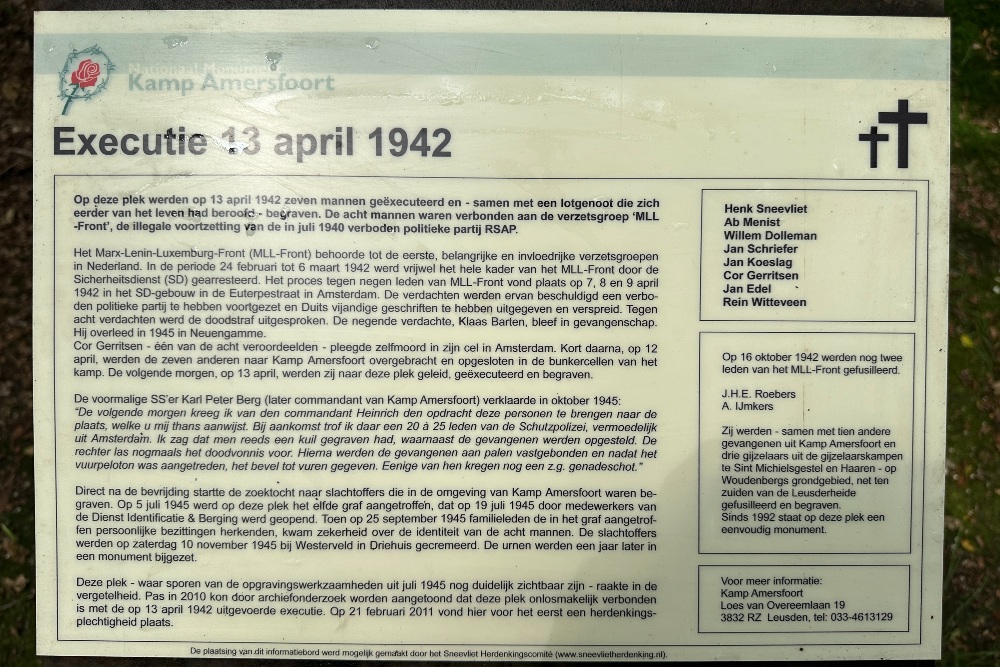 Nationaal Monument
Kamp Amersfoort
Executie 13 april 1942
Op deze plek werden op 13 april 1942 zeven mannen geëxecuteerd en - samen met een lotgenoot die zich
eerder van het leven had beroofd - begraven. De acht mannen waren verbonden aan de verzetsgroep ‘MLL
-Front’, de illegale voortzetting van de in juli 1940 verboden politieke partij RSAP.
Het Marx-Lenin-Luxemburg-Front (MLL-Front) behoorde tot de eerste, belangrijke en invloedrijke verzetsgroepen
in Nederland. In de periode 24 februari tot 6 maart 1942 werd vrijwel het hele kader van het MLL-Front door de
Sicherheitsdienst (SD) gearresteerd. Het proces tegen negen leden van MLL-Front vond plaats op 7, 8 en 9 april
1942 in het SD-gebouw in de Euterpestraat in Amsterdam. De verdachten werden ervan beschuldigd een verbo-
den politieke partij te hebben voortgezet en Duits vijandige geschriften te hebben uitgegeven en verspreid. Tegen
acht verdachten werd de doodstraf uitgesproken. De negende verdachte, Klaas Barten, bleef in gevangenschap.
Hij overleed in 1945 in Neuengamme.
Cor Gerritsen - één van de acht veroordeelden - pleegde zelfmoord in zijn cel in Amsterdam. Kort daarna, op 12
april, werden de zeven anderen naar Kamp Amersfoort overgebracht en opgesloten in de bunkercellen van het
kamp. De volgende morgen, op 13 april, werden zij naar deze plek geleid, geëxecuteerd en begraven.
De voormalige SS’er Karl Peter Berg (later commandant van Kamp Amersfoort) verklaarde in oktober 1945:
“De volgende morgen kreeg ik van den commandant Heinrich den opdracht deze personen te brengen naar de
plaats, welke u mij thans aanwijst. Bij aankomst trof ik daar een 20 à 25 leden van de Schutzpolizei, vermoedelijk
uit Amsterdam. Ik zag dat men reeds een kuil gegraven had, waarnaast de gevangenen werden opgesteld. De
rechter las nogmaals het doodvonnis voor. Hierna werden de gevangenen aan palen vastgebonden en nadat het
vuurpeloton was aangetreden, het bevel tot vuren gegeven. Eenige van hen kregen nog een z.g. genadeschot.”
Direct na de bevrijding startte de zoektocht naar slachtoffers die in de omgeving van Kamp Amersfoort waren be-
graven. Op 5 juli 1945 werd op deze plek het elfde graf aangetroffen, dat op 19 juli 1945 door medewerkers van
de Dienst Identificatie & Berging werd geopend. Toen op 25 september 1945 familieleden de in het graf aangetrof-
fen persoonlijke bezittingen herkenden, kwam zekerheid over de identiteit van de acht mannen. De slachtoffers
werden op zaterdag 10 november 1945 bij Westerveld in Driehuis gecremeerd. De urnen werden een jaar later in
een monument bijgezet.
Deze plek - waar sporen van de opgravingswerkzaamheden uit juli 1945 nog duidelijk zichtbaar zijn - raakte in de
vergetelheid. Pas in 2010 kon door archiefonderzoek worden aangetoond dat deze plek onlosmakelijk verbonden
is met de op 13 april 1942 uitgevoerde executie. Op 21 februari 2011 vond hier voor het eerst een herdenkings-
plechtigheid plaats.
Henk Sneevliet
Ab Menist
Willem Dolleman
Jan Schriefer
Jan Koeslag
Cor Gerritsen
Jan Edel
Rein Witteveen
Op 16 oktober 1942 werden nog twee
leden van het MLL-Front gefusilleerd.
J.H.E. Roebers
A. IJmkers
Zij werden - samen met tien andere
gevangenen uit Kamp Amersfoort en
drie gijzelaars uit de gijzelaarskampen
te Sint Michielsgestel en Haaren - op
Woudenbergs grondgebied, net ten
zuiden van de Leusderheide
gefusilleerd en begraven.
Sinds 1992 staat op deze plek een
eenvoudig monument.
Voor meer informatie:
Kamp Amersfoort
Loes van Overeemlaan 19
3832 RZ Leusden, tel: 033-4613129
De plaatsing van dit informatiebord werd mogelijk gemaakt door het Sneevliet Herdenkingscomité (www.sneevlietherdenking.nl).